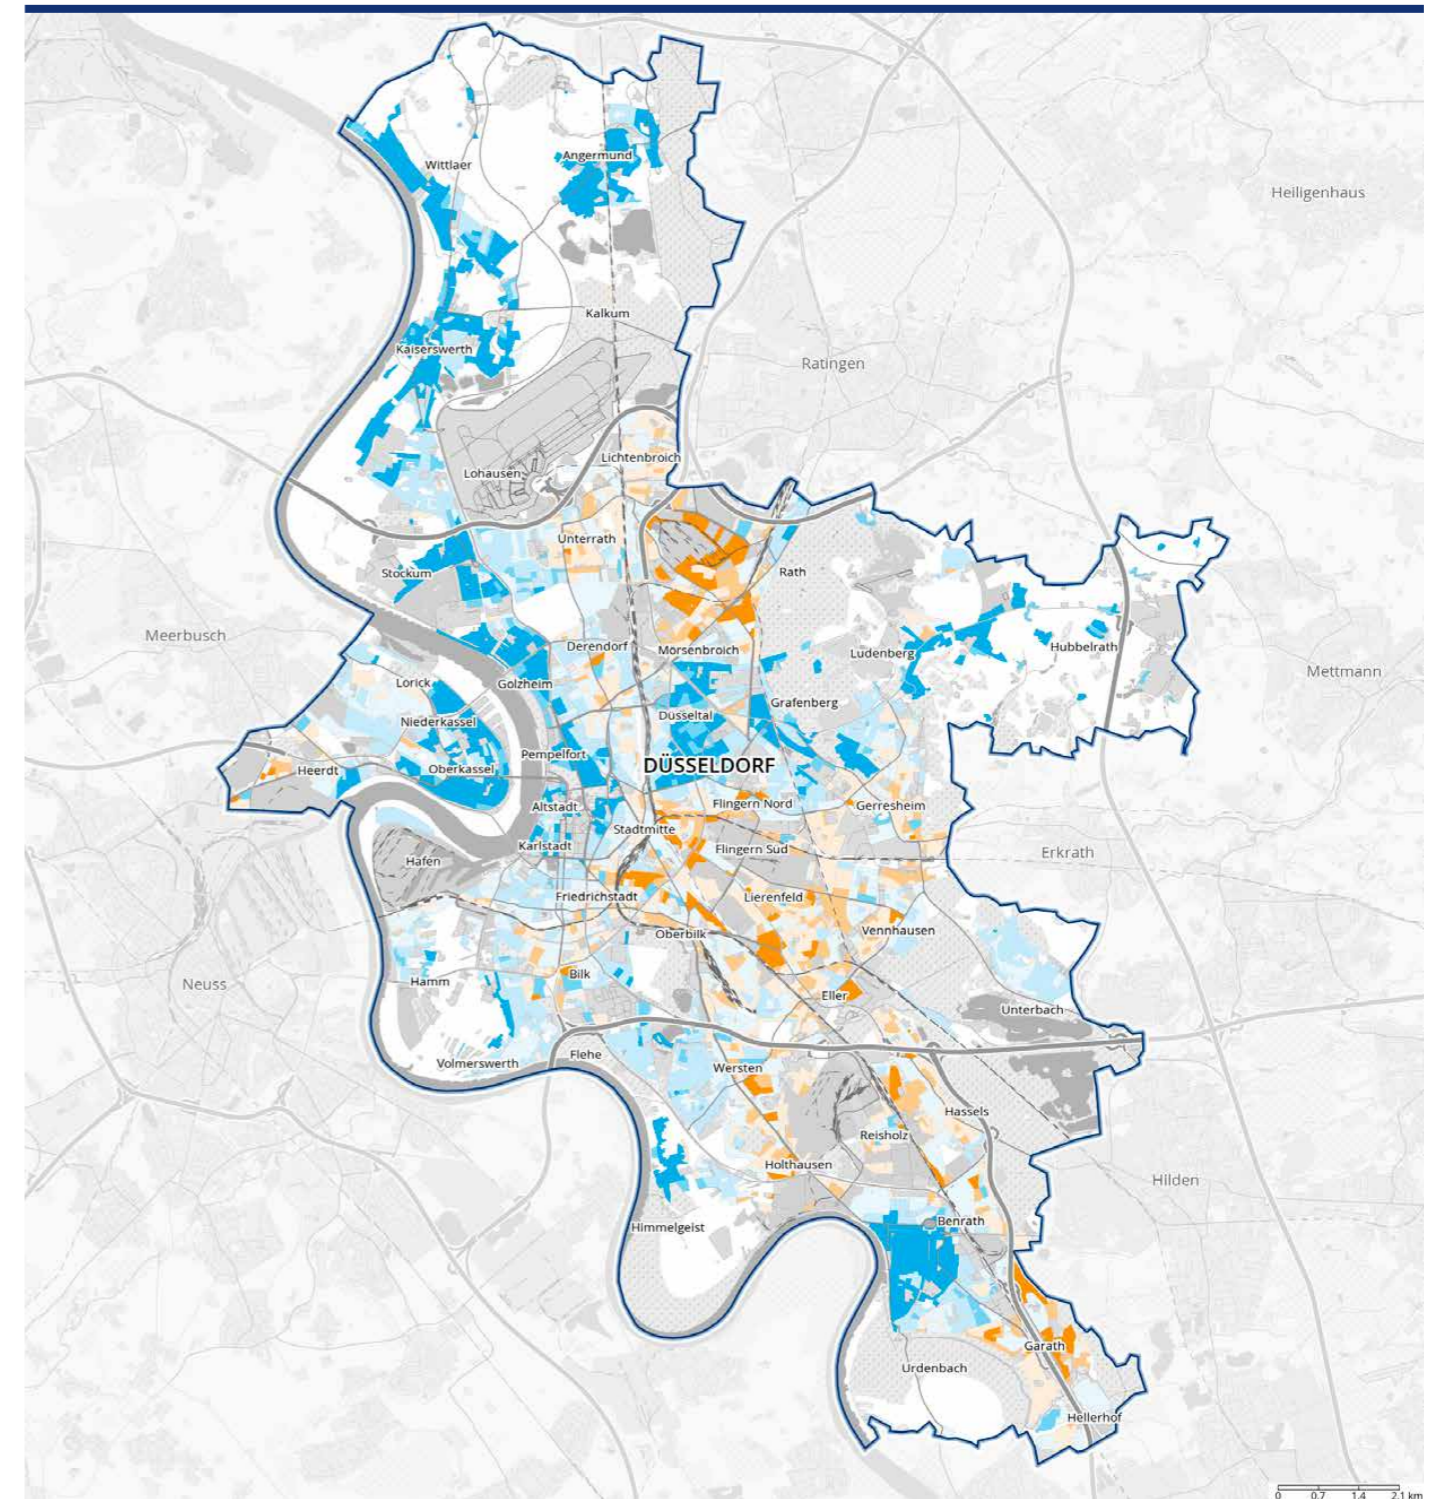 Wittlaer
Angermund
Heiligenhaus
Kalkum
Kaiserswerth
Ratingen
Lichtenbroich
Lohausen
Unterrath
Stockum
Rath
Meerbusch
Derendorf
Mörsenbroich
Ludenberg
Hubbelrath
Mettmann
Lörick
Golzheim
Grafenberg
Niederkassel
Düsseltal
Pempelfort
DÜSSELDORF
Heerdt
Oberkassel
Altstadt
Flingern Nord
Gerresheim
Stadtmitte
Karlstadt
Flingern Süd
Erkrath
Hafen
Friedrichstadt
Lierenfeld
Oberbilk
Vennhausen
Neuss
Hamm
Bilk
Eller
Unterbach
Flehe
Volmerswerth
Wersten
Hassels
Reisholz
Holthausen
Hilden
Himmelgeist
Benrath
Garath
Urdenbach
Hellerhof
0 0.7 1.4 2.1 km